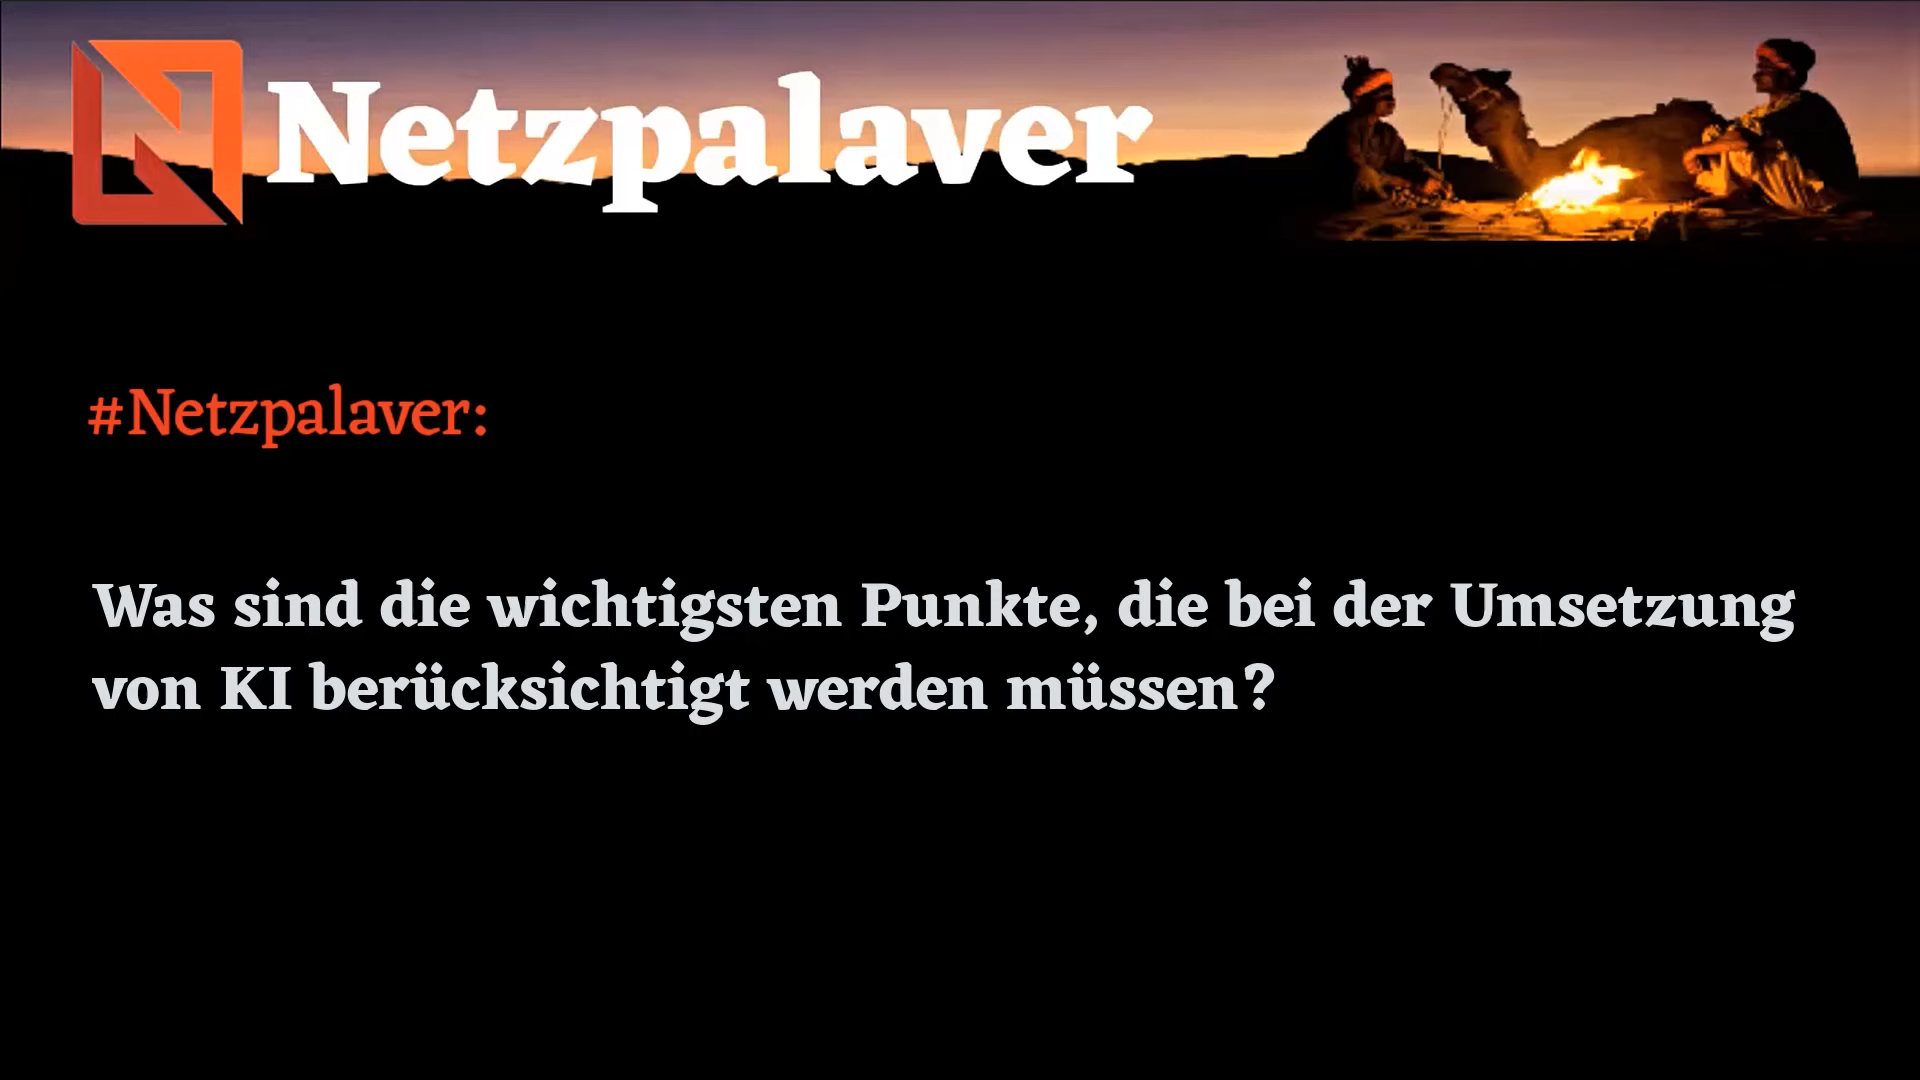 Netzpalaver
#Netzpalaver:
Was sind die wichtigsten Punkte, die bei der Umsetzung
von KI berücksichtigt werden müssen?